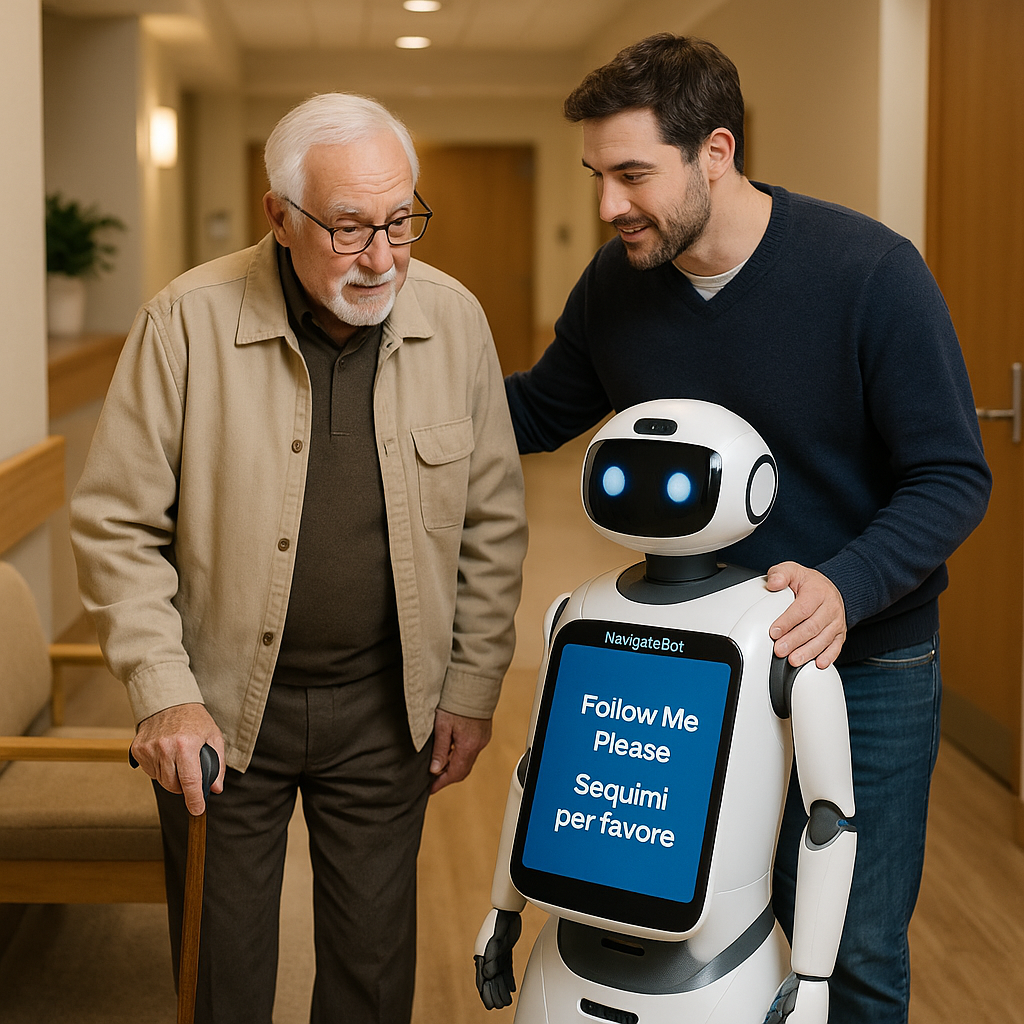 NavigateBot
Foilow Me
Please
Sequimi
per favore